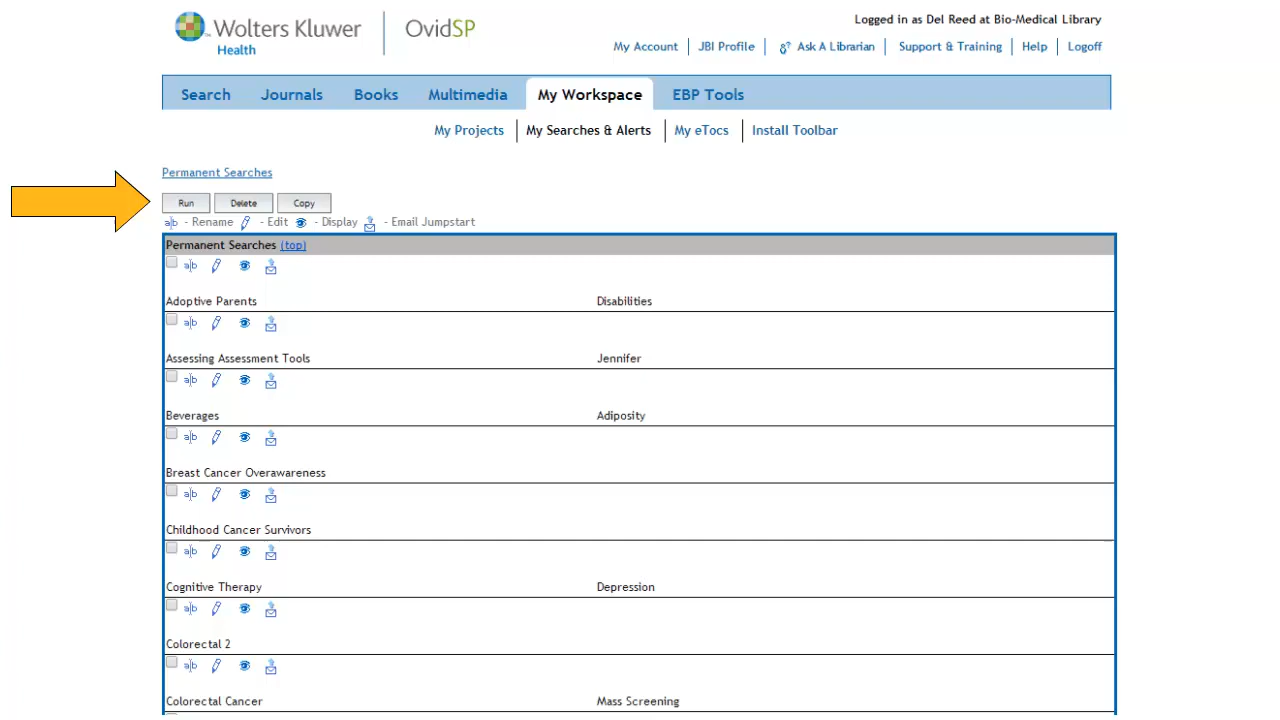 Wolters Kluwer
Health
OvidSP
Logged in as Del Reed at Bio-Medical Library
My Account
JBI Profile
Ask A Librarian
Support & Training
Help
Logoff
Search
Journals
Books
Multimedia
My Workspace
EBP Tools
My Projects
My Searches & Alerts
My eTocs
Install Toolbar
Permanent Searches
Run
Delete
Copy
a|b - Rename - Edit - Display - Email Jumpstart
Permanent Searches (top)
a|b
Adoptive Parents Disabilities
a|b
Assessing Assessment Tools Jennifer
a|b
Beverages Adiposity
a|b
Breast Cancer Overawareness
a|b
Childhood Cancer Survivors
a|b
Cognitive Therapy Depression
a|b
Colorectal 2
a|b
Colorectal Cancer Mass Screening